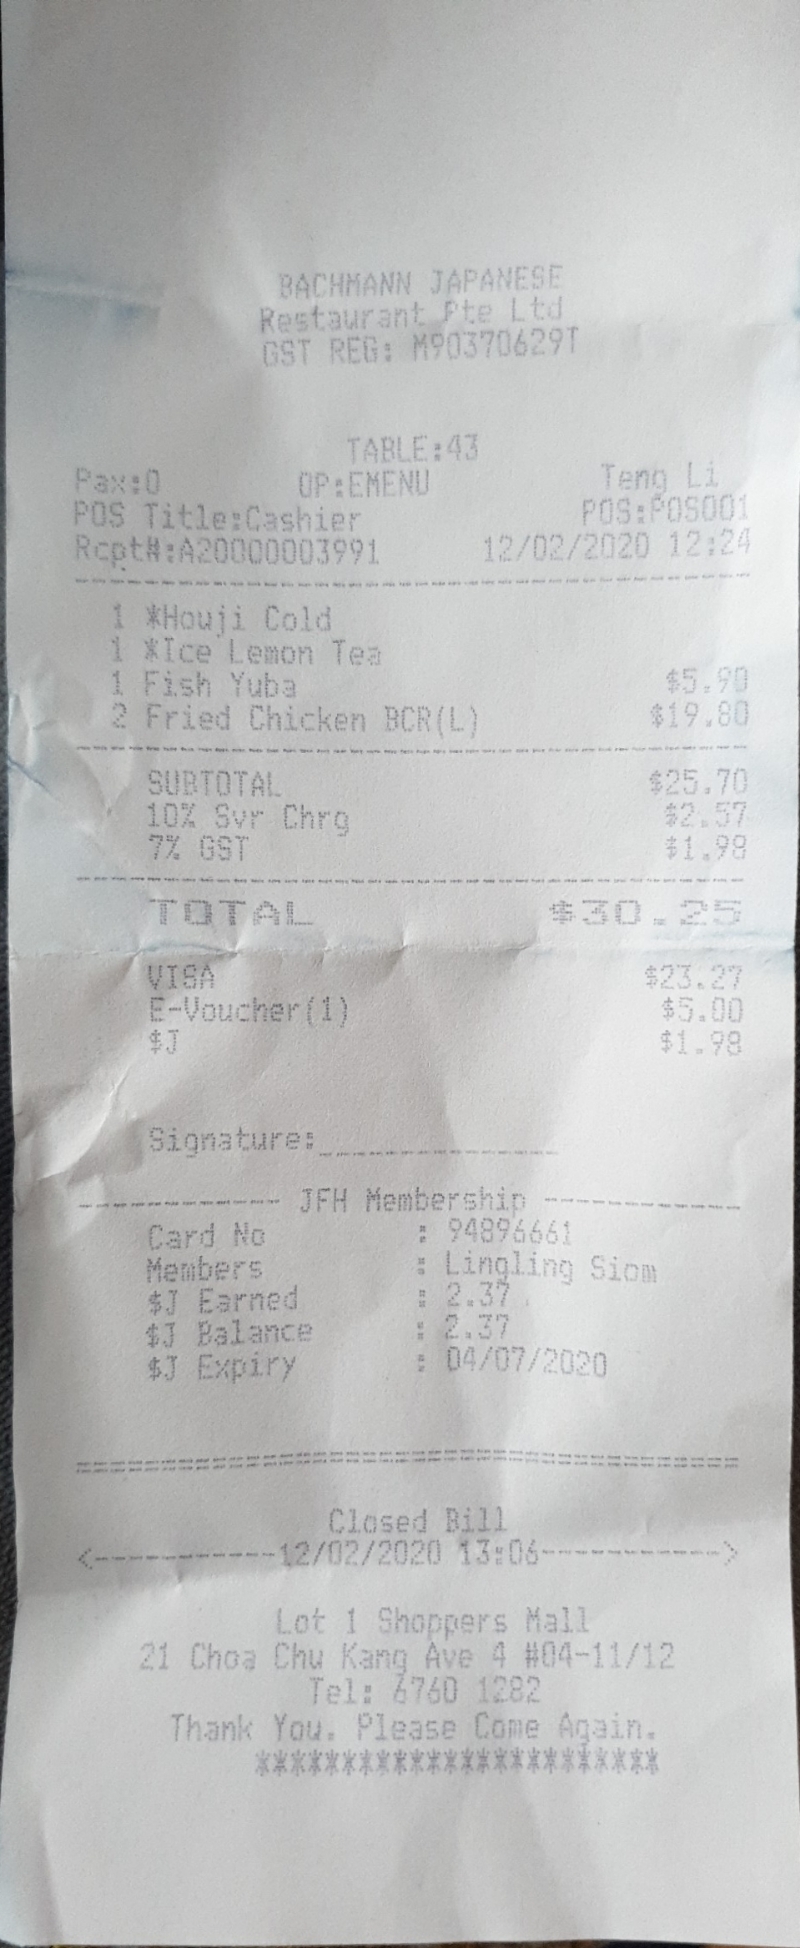 BACHMANN JAPANESE
Restaurant Pte Ltd
GST REG: M90370629T
TABLE:43
Pax:0 OP:EMENU Teng Li
POS Title:Cashier POS:POS001
Rcpt#:A20000003991 12/02/2020 12:24
1 *Houji Cold
1 *Ice Lemon Tea
1 Fish Yuba $5.90
2 Fried Chicken BCR(L) $19.80
SUBTOTAL $25.70
10% Svr Chrg $2.57
7% GST $1.98
TOTAL $30.25
VISA $23.27
E-Voucher(1) $5.00
$J $1.98
Signature:
JFH Membership
Card No : 94896661
Members : Lingling Siom
$J Earned : 2.37
$J Balance : 2.37
$J Expiry : 04/07/2020
Closed Bill
<-----------12/02/2020 13:06----------->
Lot 1 Shoppers Mall
21 Choa Chu Kang Ave 4 #04-11/12
Tel: 6760 1282
Thank You. Please Come Again.
************************